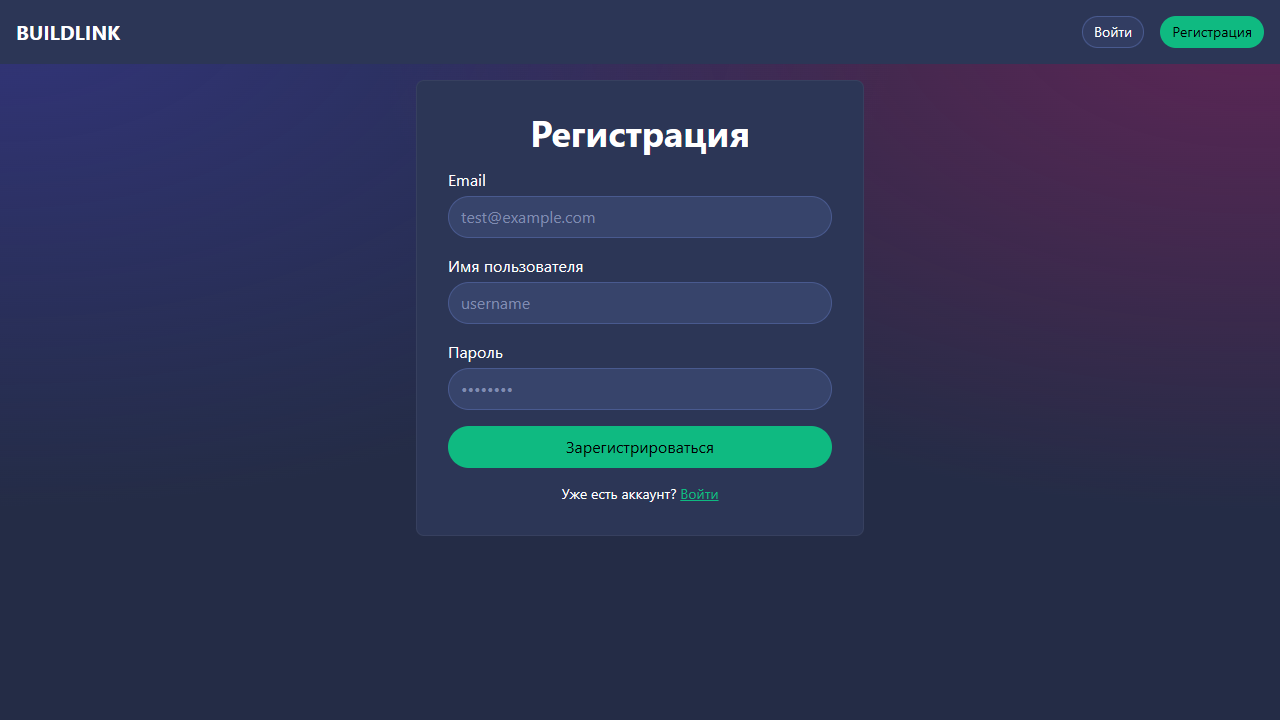 BUILDLINK
Войти
Регистрация
Регистрация
Email
test@example.com
Имя пользователя
username
Пароль
••••••••
Зарегистрироваться
Уже есть аккаунт? Войти